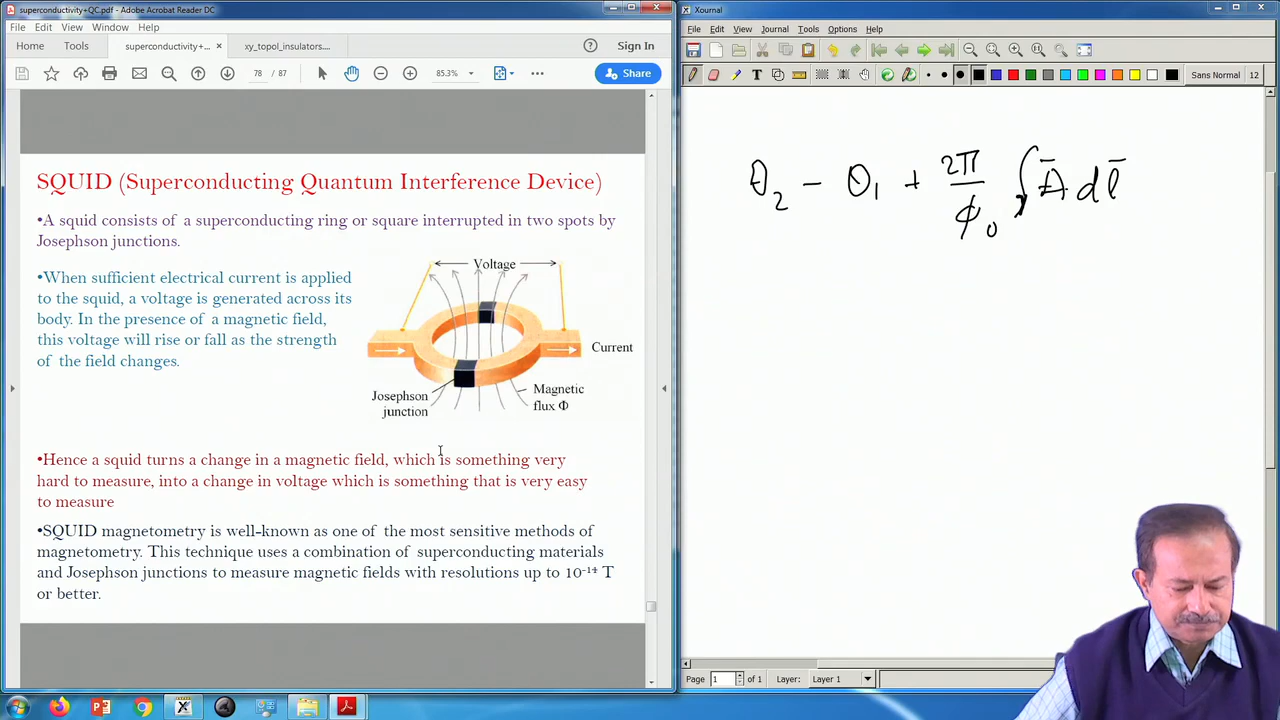 superconductivity+QC.pdf - Adobe Acrobat Reader DC
File Edit View Window Help
Home Tools superconductivity+... × xy_topol_insulators.... Sign In
78 / 87 85.3% Share
SQUID (Superconducting Quantum Interference Device)
•A squid consists of a superconducting ring or square interrupted in two spots by
Josephson junctions.
•When sufficient electrical current is applied
to the squid, a voltage is generated across its
body. In the presence of a magnetic field,
this voltage will rise or fall as the strength
of the field changes.
Voltage
Current
Josephson
junction
Magnetic
flux Φ
•Hence a squid turns a change in a magnetic field, which is something very
hard to measure, into a change in voltage which is something that is very easy
to measure
•SQUID magnetometry is well-known as one of the most sensitive methods of
magnetometry. This technique uses a combination of superconducting materials
and Josephson junctions to measure magnetic fields with resolutions up to 10⁻¹⁴ T
or better.
Xournal
File Edit View Journal Tools Options Help
Sans Normal 12
θ₂ − θ₁ + 2π/ϕ₀ ∫ Ā · d l̄
Page 1 of 1 Layer: Layer 1